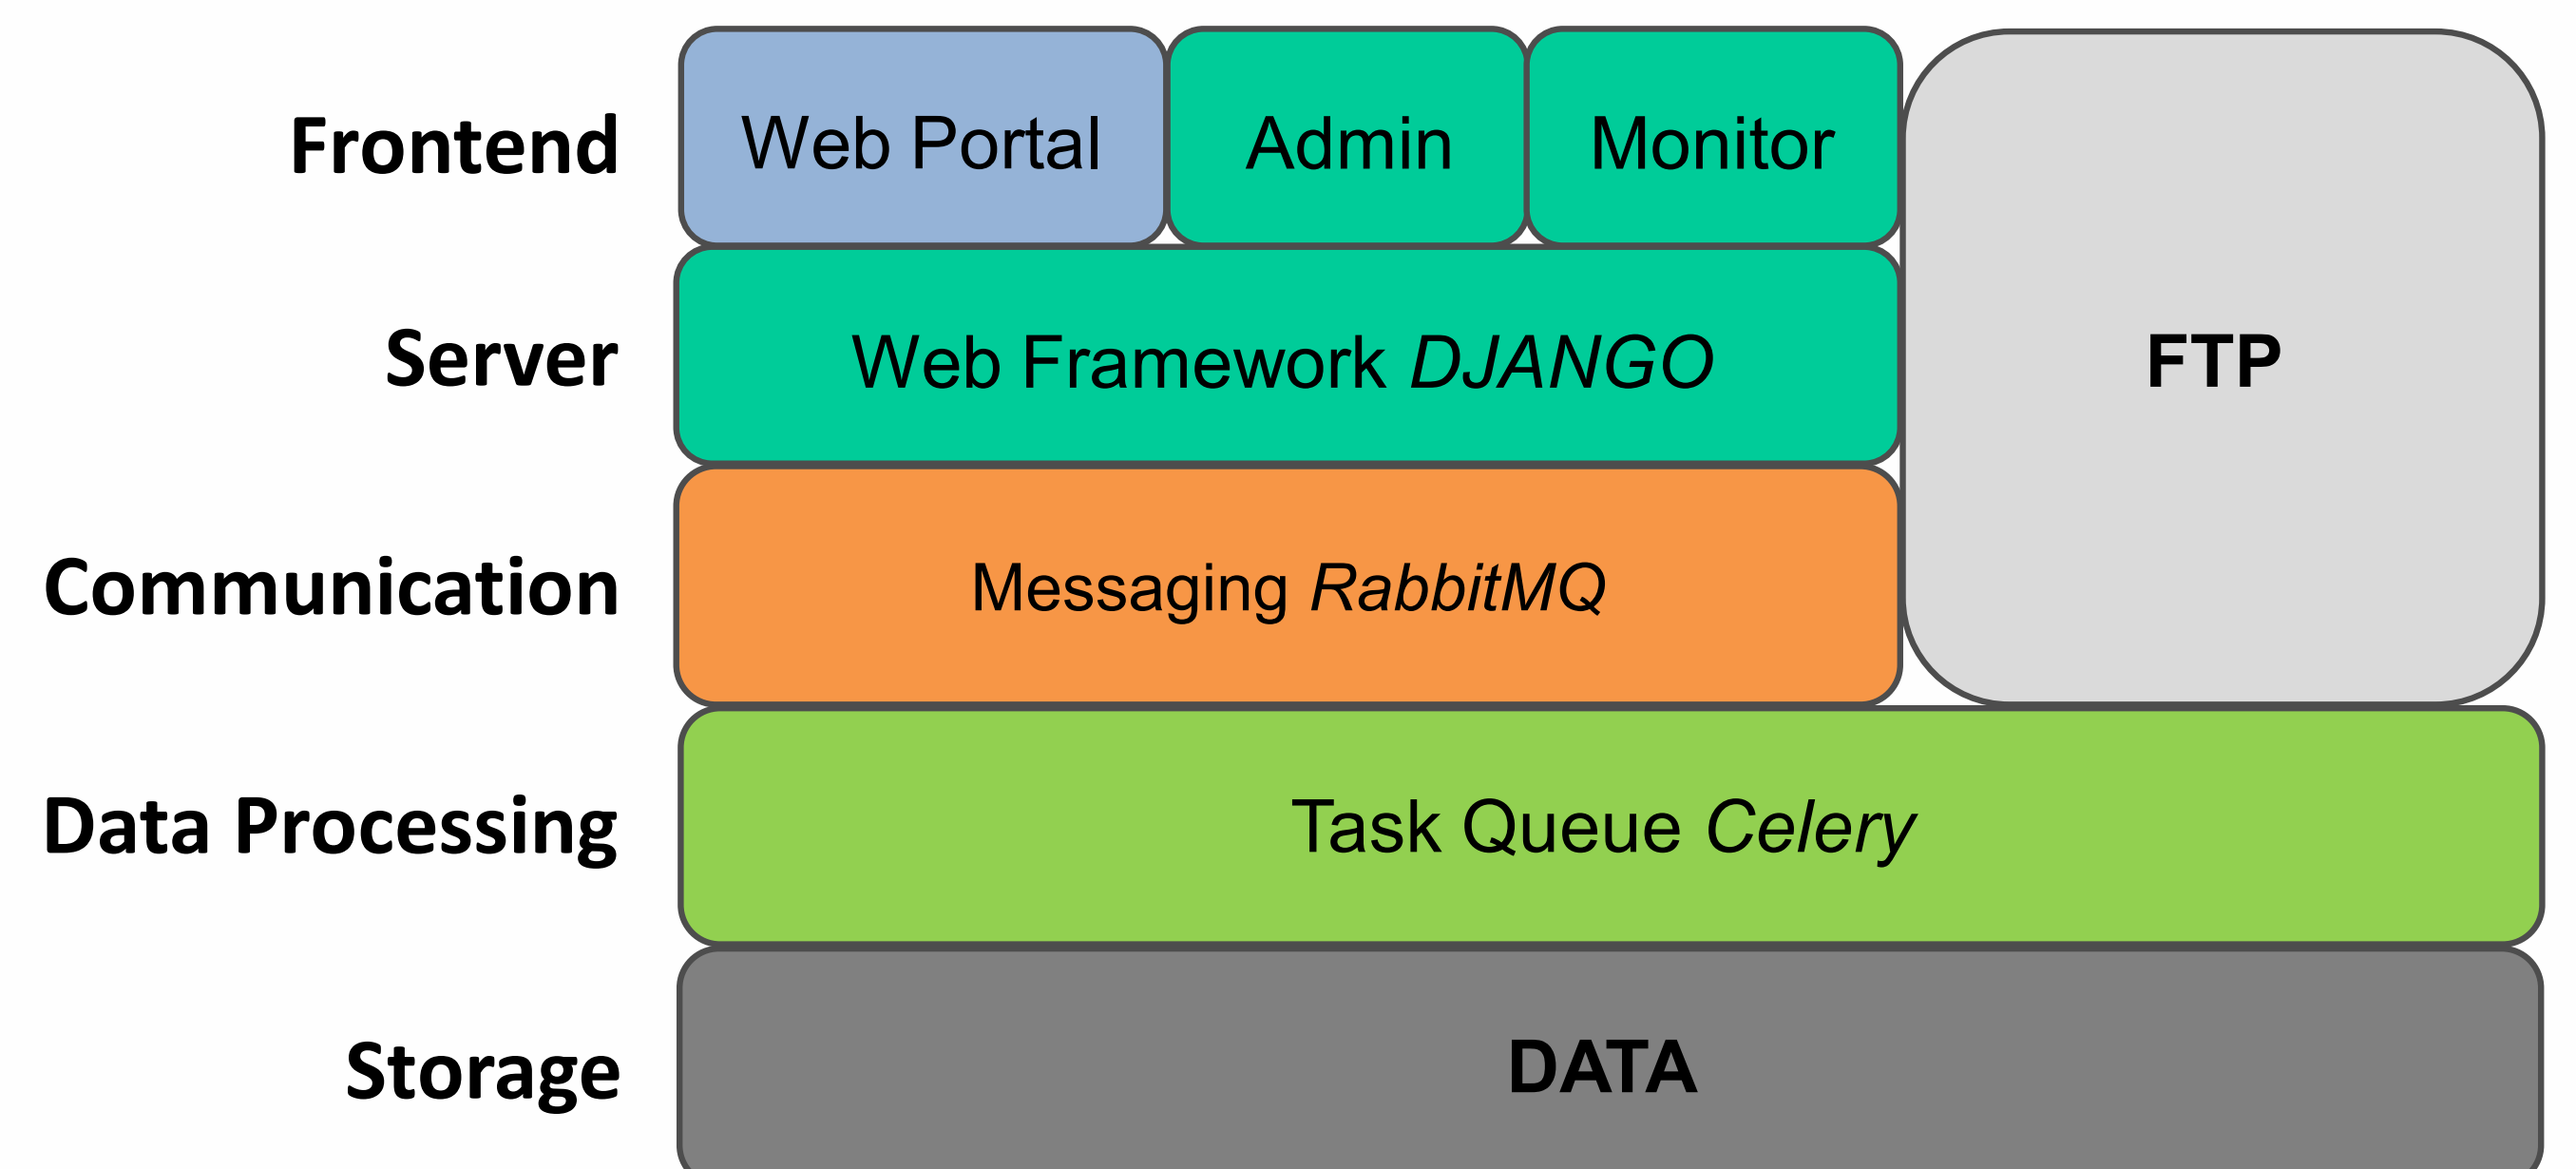 Frontend
Web Portal
Admin
Monitor
Server
Web Framework DJANGO
FTP
Communication
Messaging RabbitMQ
Data Processing
Task Queue Celery
Storage
DATA